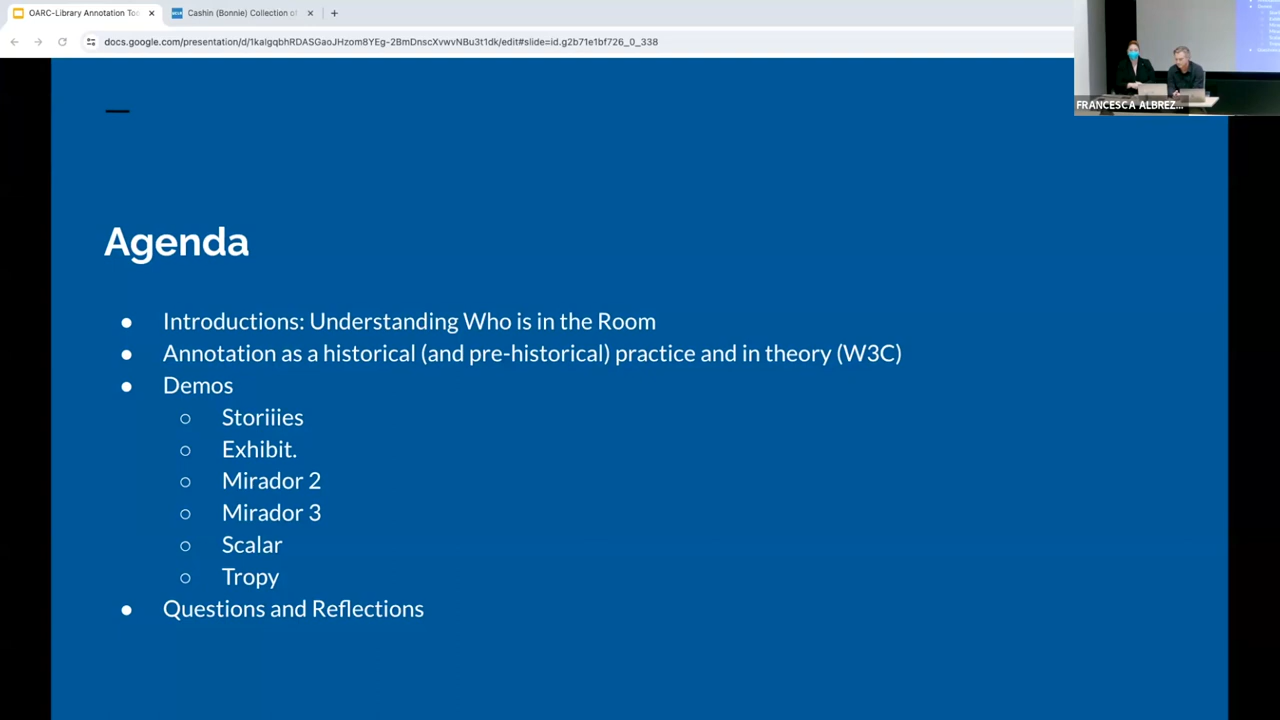 OARC-Library Annotation Too
Cashin (Bonnie) Collection of
docs.google.com/presentation/d/1kaIgqbhRDASGaoJHzom8YEg-2BmDnscXvwvNBu3t1dk/edit#slide=id.g2b71e1bf726_0_338
FRANCESCA ALBREZ...
Agenda
● Introductions: Understanding Who is in the Room
● Annotation as a historical (and pre-historical) practice and in theory (W3C)
● Demos
○ Storiiies
○ Exhibit.
○ Mirador 2
○ Mirador 3
○ Scalar
○ Tropy
● Questions and Reflections